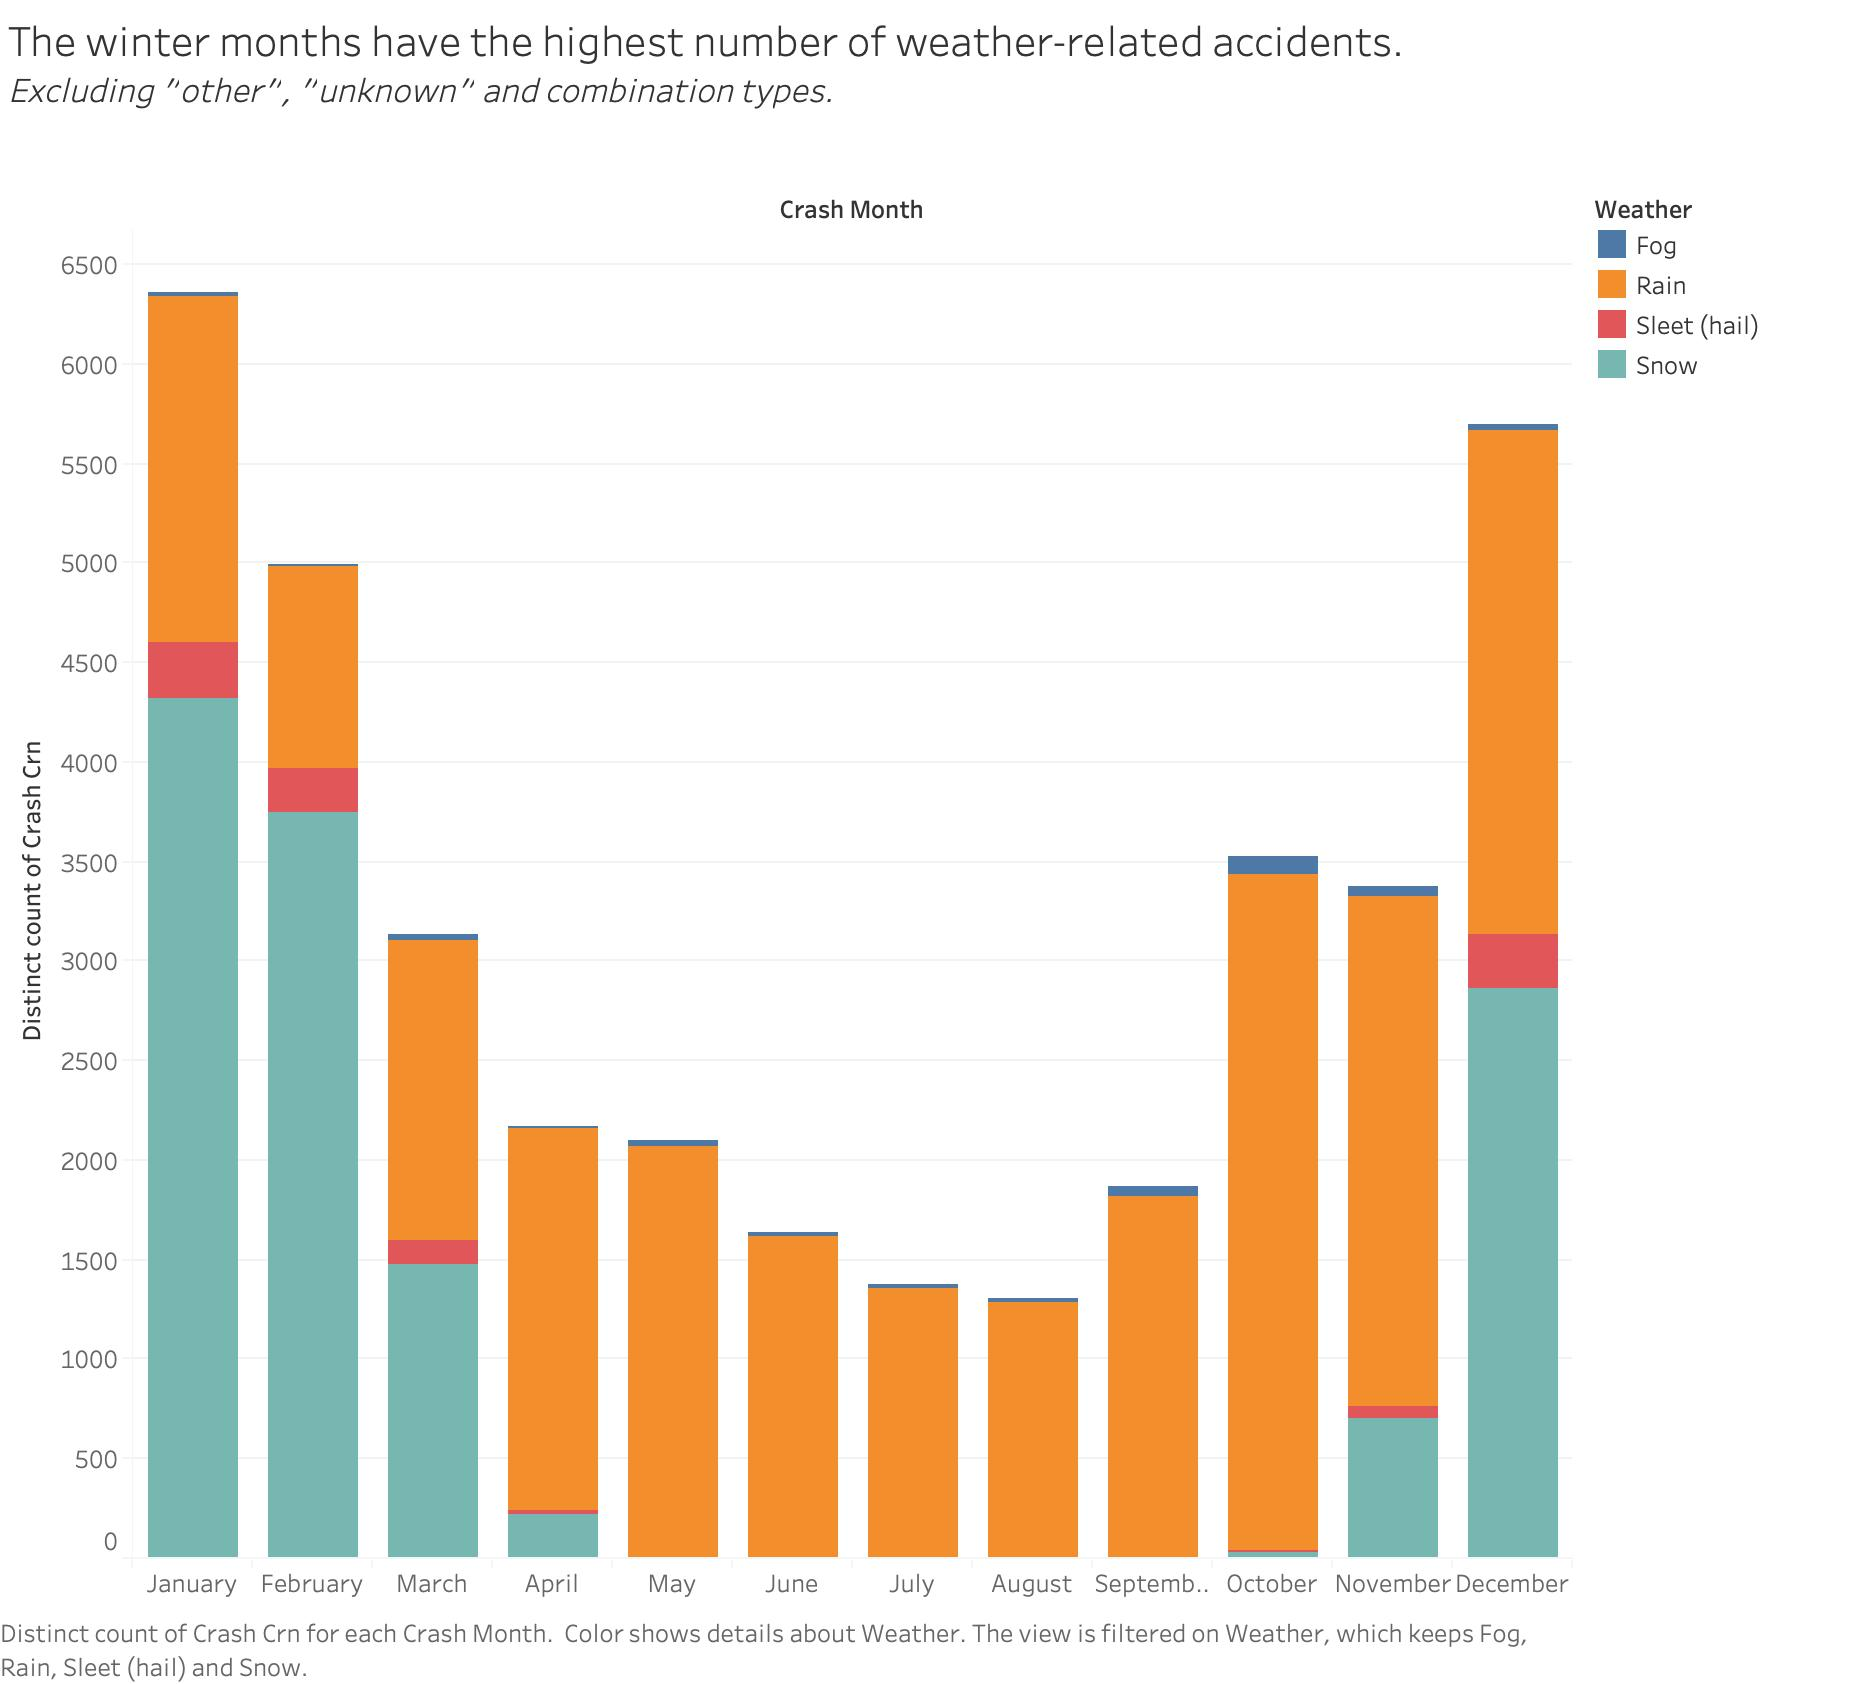 The winter months have the highest number of weather-related accidents.
Excluding "other", "unknown" and combination types.
Crash Month
Weather
Fog
Rain
Sleet (hail)
Snow
Distinct count of Crash Crn
6500
6000
5500
5000
4500
4000
3500
3000
2500
2000
1500
1000
500
0
January February March April May June July August Septemb.. October November December
Distinct count of Crash Crn for each Crash Month. Color shows details about Weather. The view is filtered on Weather, which keeps Fog,
Rain, Sleet (hail) and Snow.